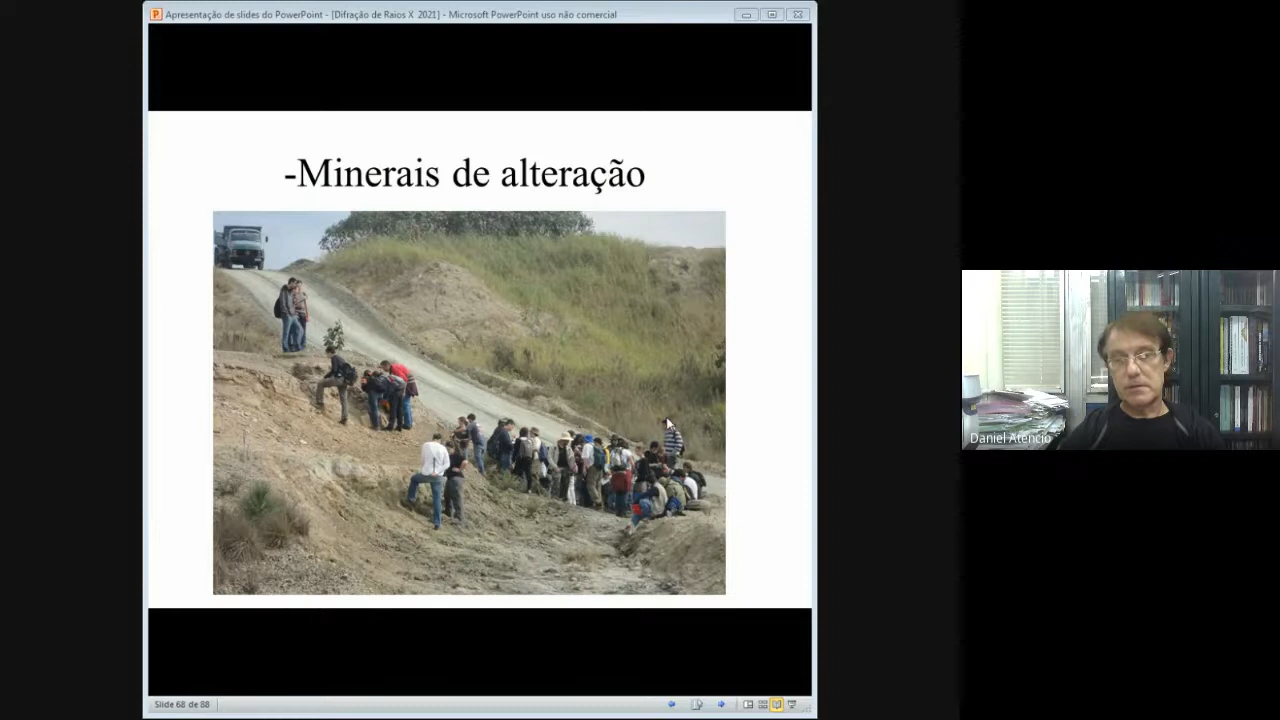 Apresentação de slides do PowerPoint - [Difração de Raios X 2021] - Microsoft PowerPoint uso não comercial
-Minerais de alteração
Daniel Atencio
Slide 68 de 88